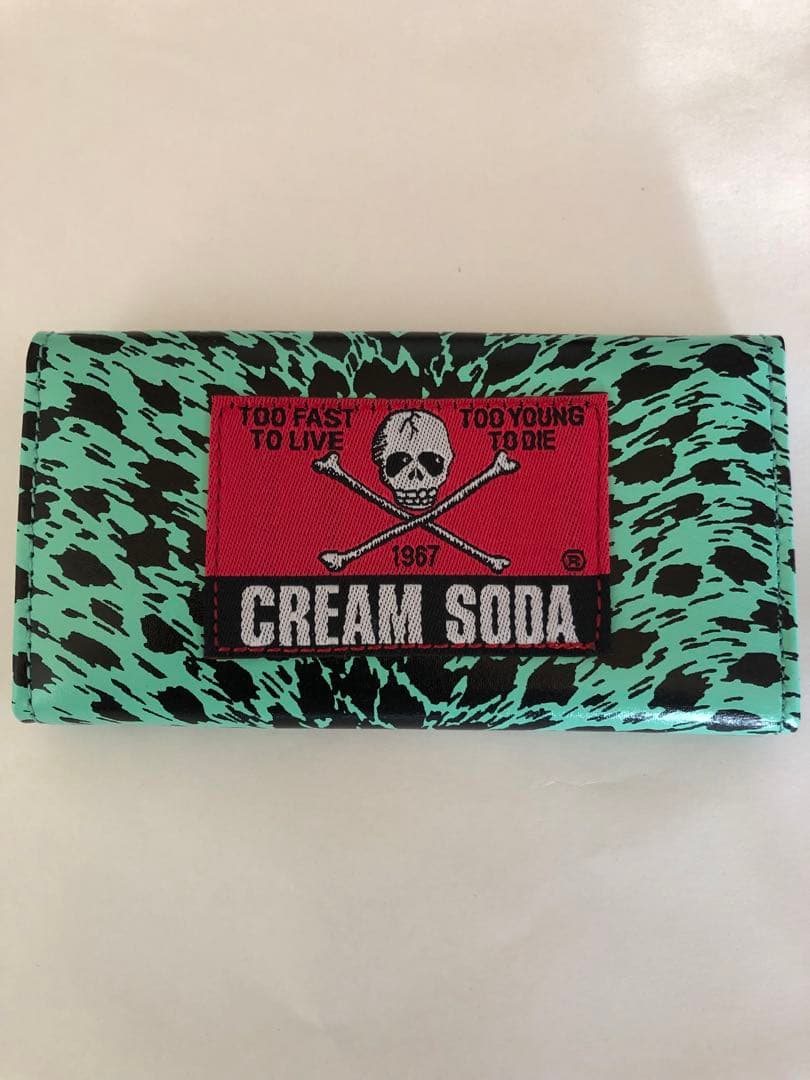 'TOO FAST TOO YOUNG'
TO LIVE TO DIE
1967
®
CREAM SODA